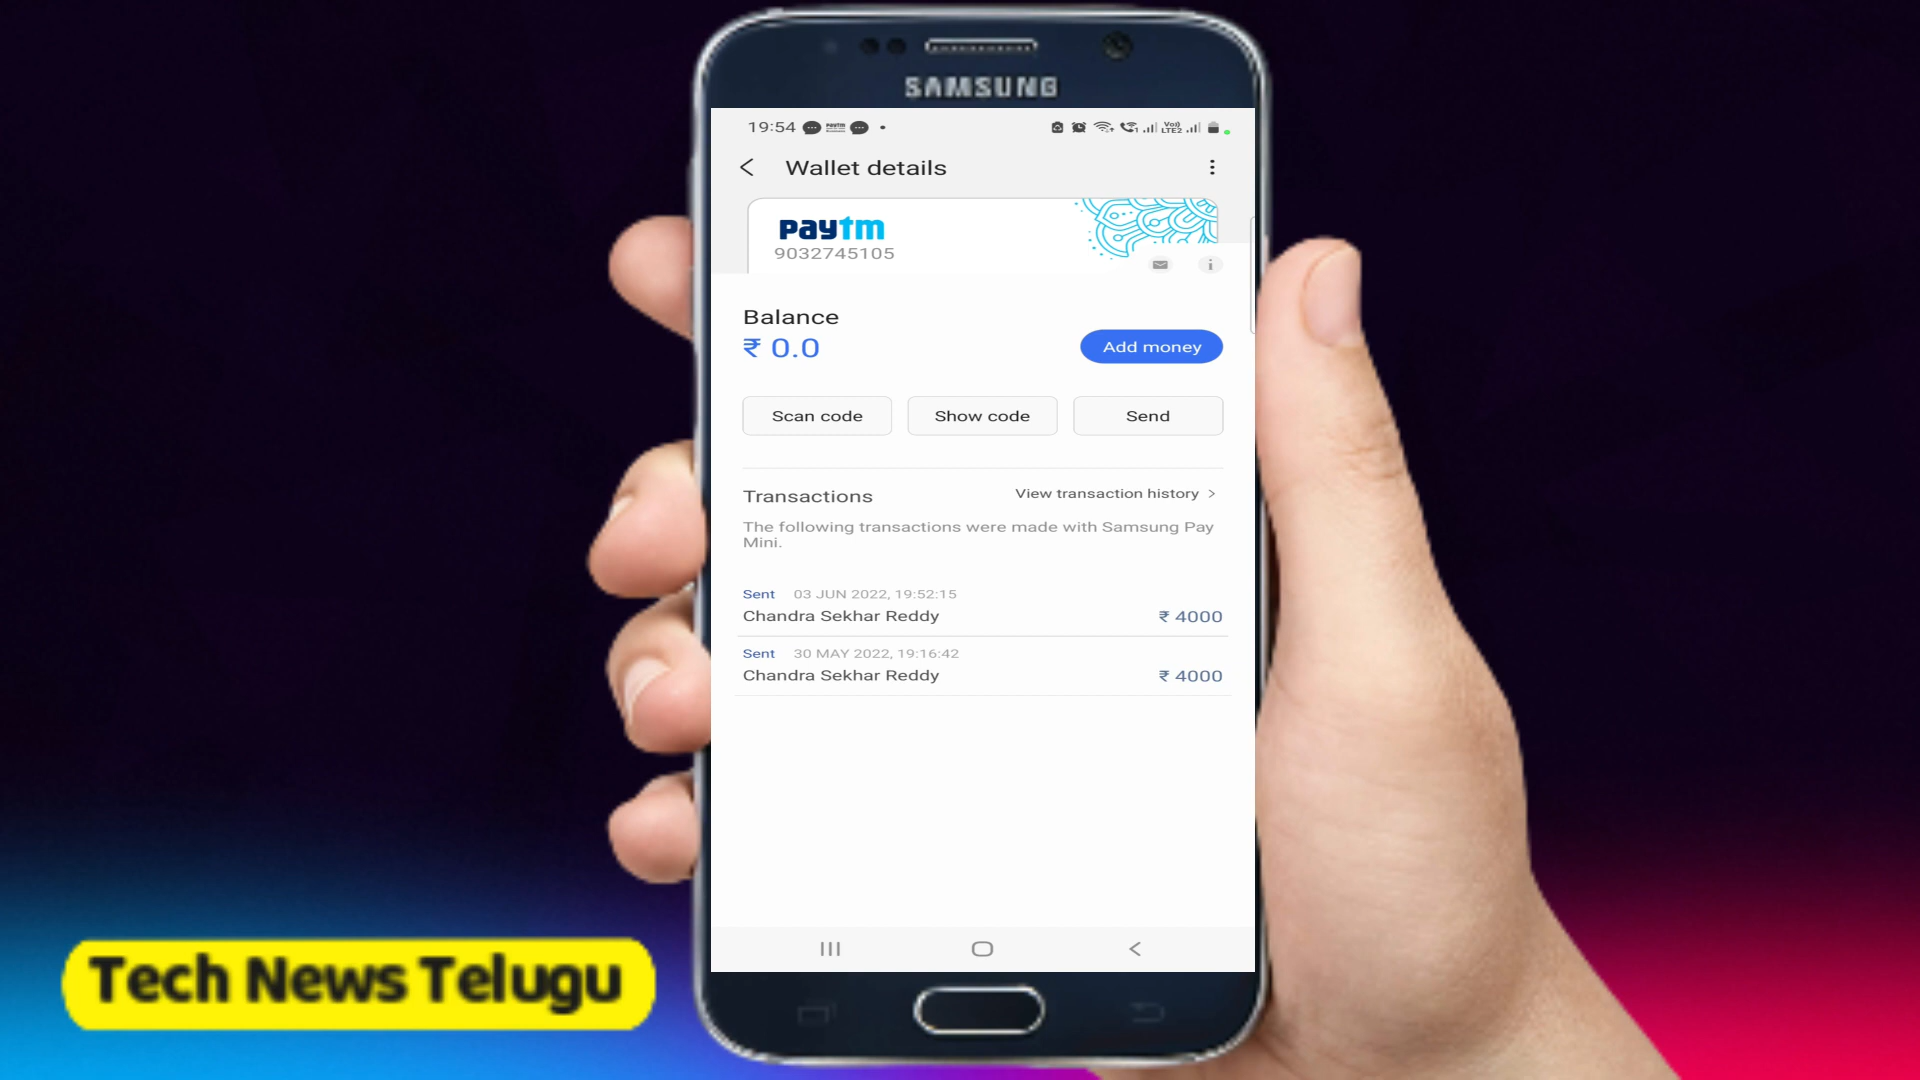 SAMSUNG
19:54
VoI)
LTE2
Wallet details
paytm
9032745105
Balance
₹ 0.0
Add money
Scan code
Show code
Send
Transactions
View transaction history >
The following transactions were made with Samsung Pay
Mini.
Sent 03 JUN 2022, 19:52:15
Chandra Sekhar Reddy ₹ 4000
Sent 30 MAY 2022, 19:16:42
Chandra Sekhar Reddy ₹ 4000
Tech News Telugu